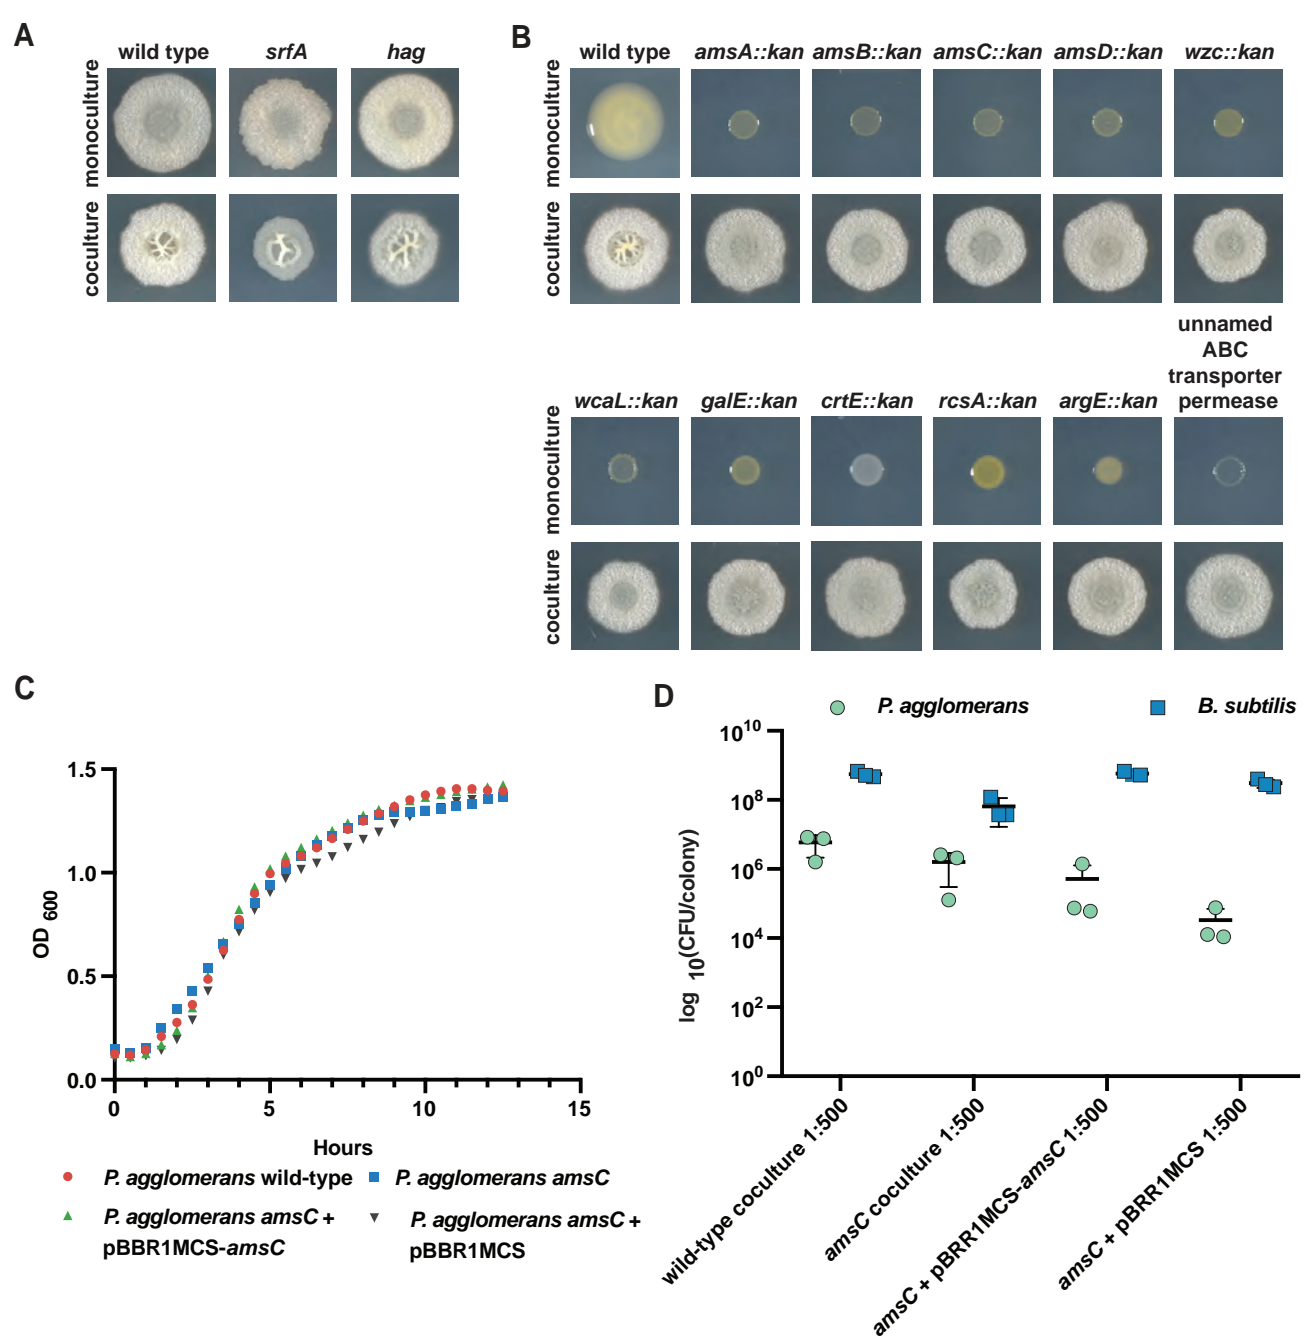 A
B
wild type srfA hag
wild type amsA::kan amsB::kan amsC::kan amsD::kan wzc::kan
monoculture
coculture
monoculture
coculture
unnamed
ABC
transporter
permease
wcaL::kan galE::kan crtE::kan rcsA::kan argE::kan
monoculture
coculture
C
OD 600
1.5
1.0
0.5
0.0
0 5 10 15
Hours
P. agglomerans wild-type
P. agglomerans amsC
P. agglomerans amsC +
pBBR1MCS-amsC
P. agglomerans amsC +
pBBR1MCS
D
P. agglomerans
B. subtilis
log 10(CFU/colony)
10^10
10^8
10^6
10^4
10^2
10^0
wild-type coculture 1:500
amsC coculture 1:500
amsC + pBRR1MCS-amsC 1:500
amsC + pBRR1MCS 1:500